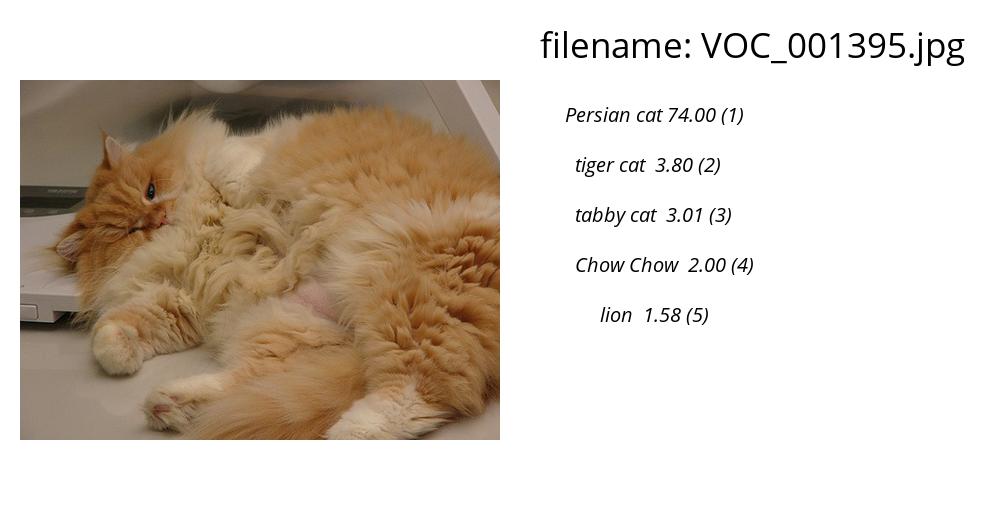 filename: VOC_001395.jpg
Persian cat 74.00 (1)
tiger cat 3.80 (2)
tabby cat 3.01 (3)
Chow Chow 2.00 (4)
lion 1.58 (5)